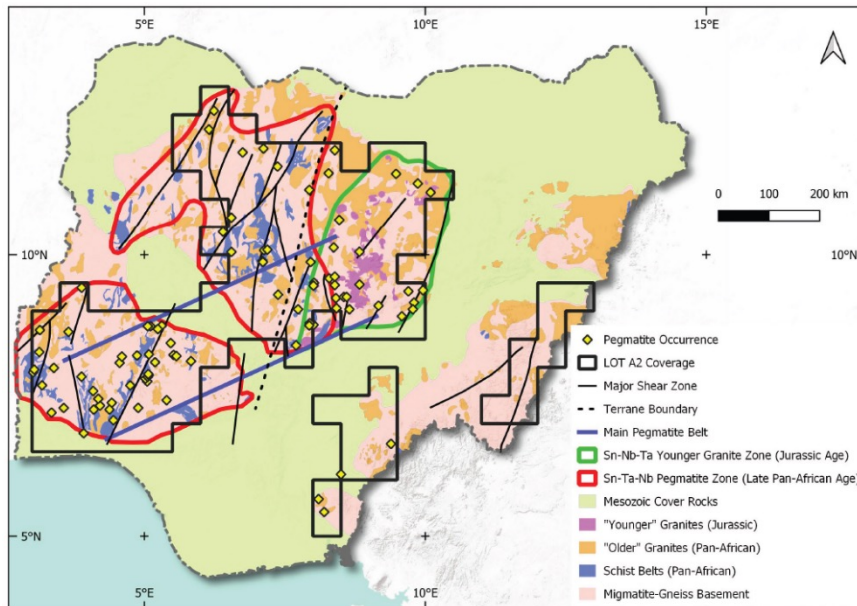 5°E
10°E
15°E
0
100
200 km
10°N
10°N
5°N
5°E
10°E
Pegmatite Occurrence
LOT A2 Coverage
Major Shear Zone
Terrane Boundary
Main Pegmatite Belt
Sn-Nb-Ta Younger Granite Zone (Jurassic Age)
Sn-Ta-Nb Pegmatite Zone (Late Pan-African Age)
Mesozoic Cover Rocks
"Younger" Granites (Jurassic)
"Older" Granites (Pan-African)
Schist Belts (Pan-African)
Migmatite-Gneiss Basement